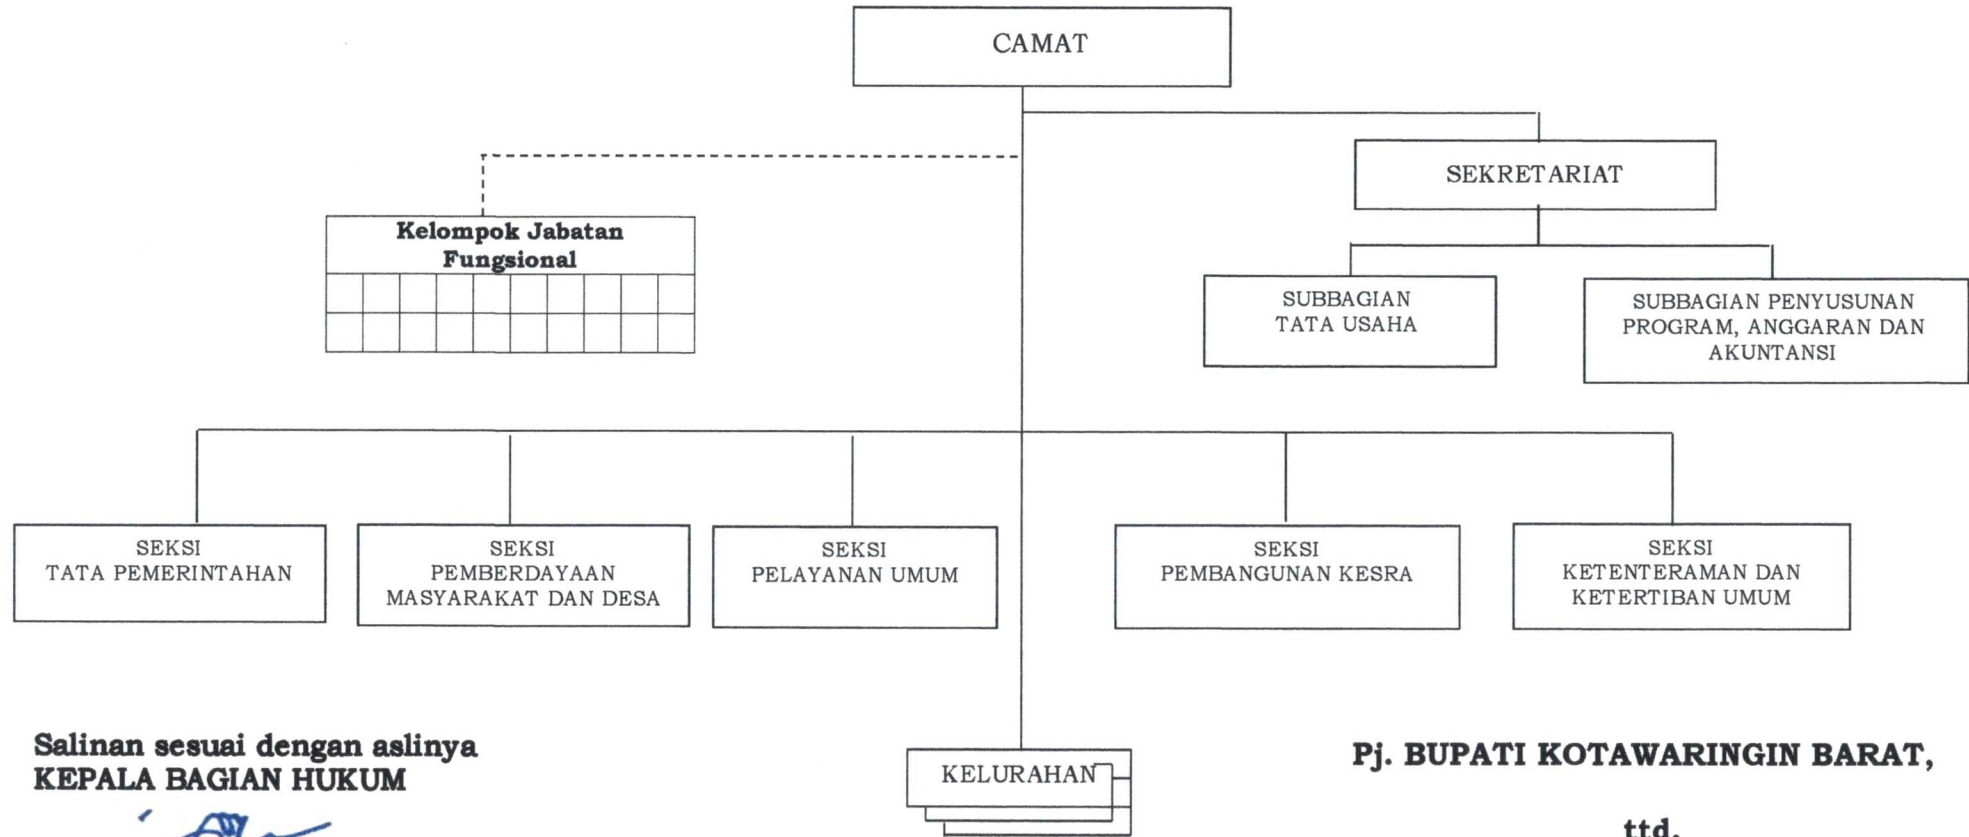 CAMAT
SEKRETARIAT
Kelompok Jabatan
Fungsional
SUBBAGIAN
TATA USAHA
SUBBAGIAN PENYUSUNAN
PROGRAM, ANGGARAN DAN
AKUNTANSI
SEKSI
TATA PEMERINTAHAN
SEKSI
PEMBERDAYAAN
MASYARAKAT DAN DESA
SEKSI
PELAYANAN UMUM
SEKSI
PEMBANGUNAN KESRA
SEKSI
KETENTERAMAN DAN
KETERTIBAN UMUM
KELURAHAN
Salinan sesuai dengan aslinya
KEPALA BAGIAN HUKUM
Pj. BUPATI KOTAWARINGIN BARAT,
ttd.